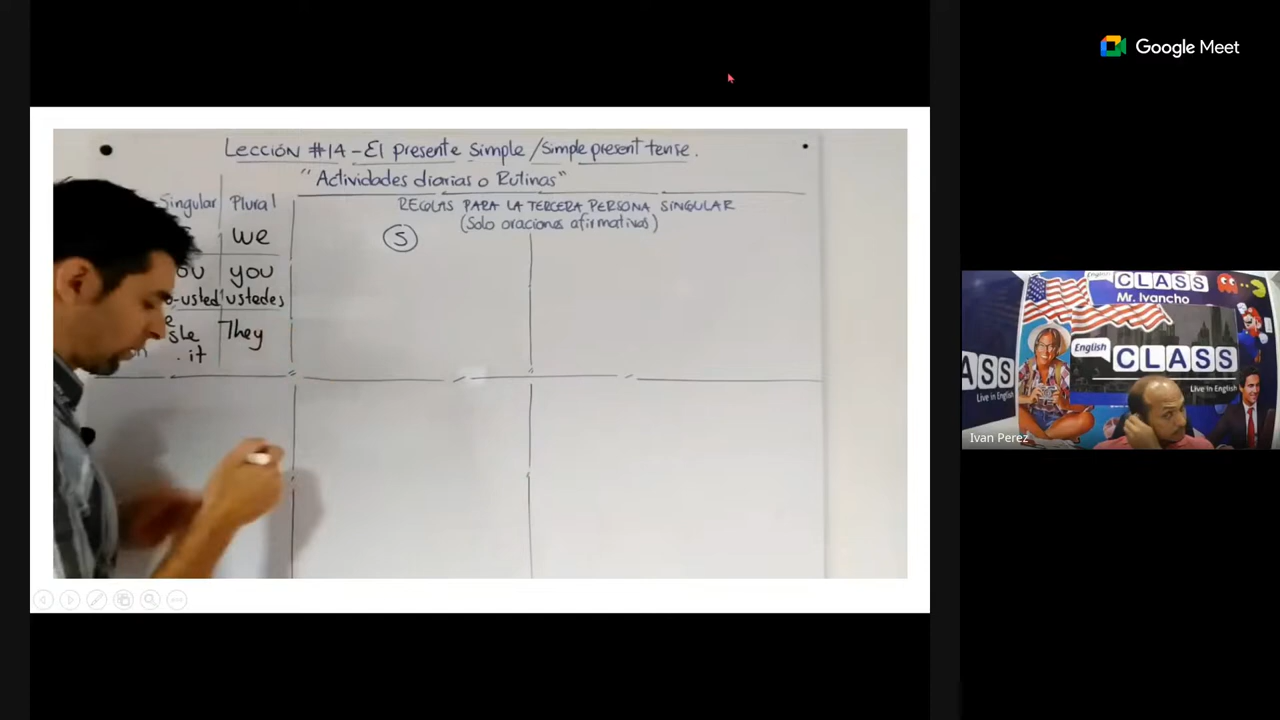 Google Meet
Lección #14 - El presente simple / Simple present tense.
"Actividades diarias o Rutinas"
Singular Plural
REGLAS PARA LA TERCERA PERSONA SINGULAR
(Solo oraciones afirmativas)
S
we
you
-usted ustedes
They
it
English
CLASS
Mr. Ivancho
English
CLASS
Live in English
ASS
Ivan Perez